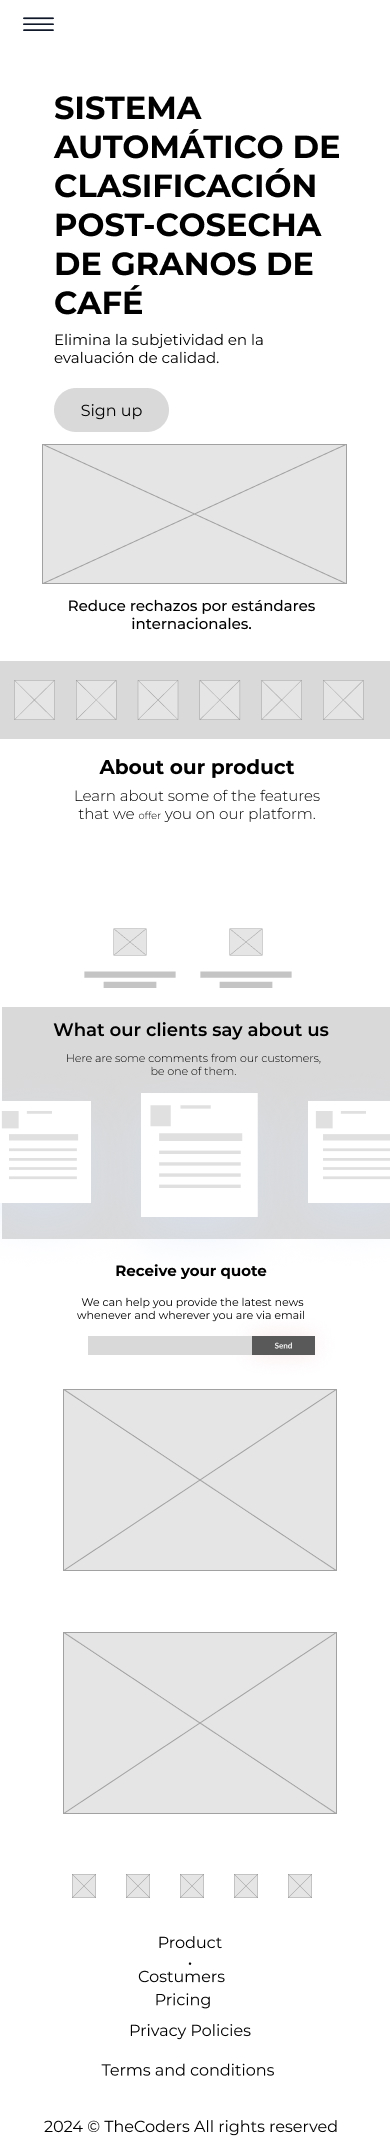 SISTEMA
AUTOMÁTICO DE
CLASIFICACIÓN
POST-COSECHA
DE GRANOS DE
CAFÉ
Elimina la subjetividad en la
evaluación de calidad.
Sign up
Reduce rechazos por estándares
internacionales.
About our product
Learn about some of the features
that we offer you on our platform.
What our clients say about us
Here are some comments from our customers,
be one of them.
Receive your quote
We can help you provide the latest news
whenever and wherever you are via email
Send
Product
.
Costumers
Pricing
Privacy Policies
Terms and conditions
2024 © TheCoders All rights reserved